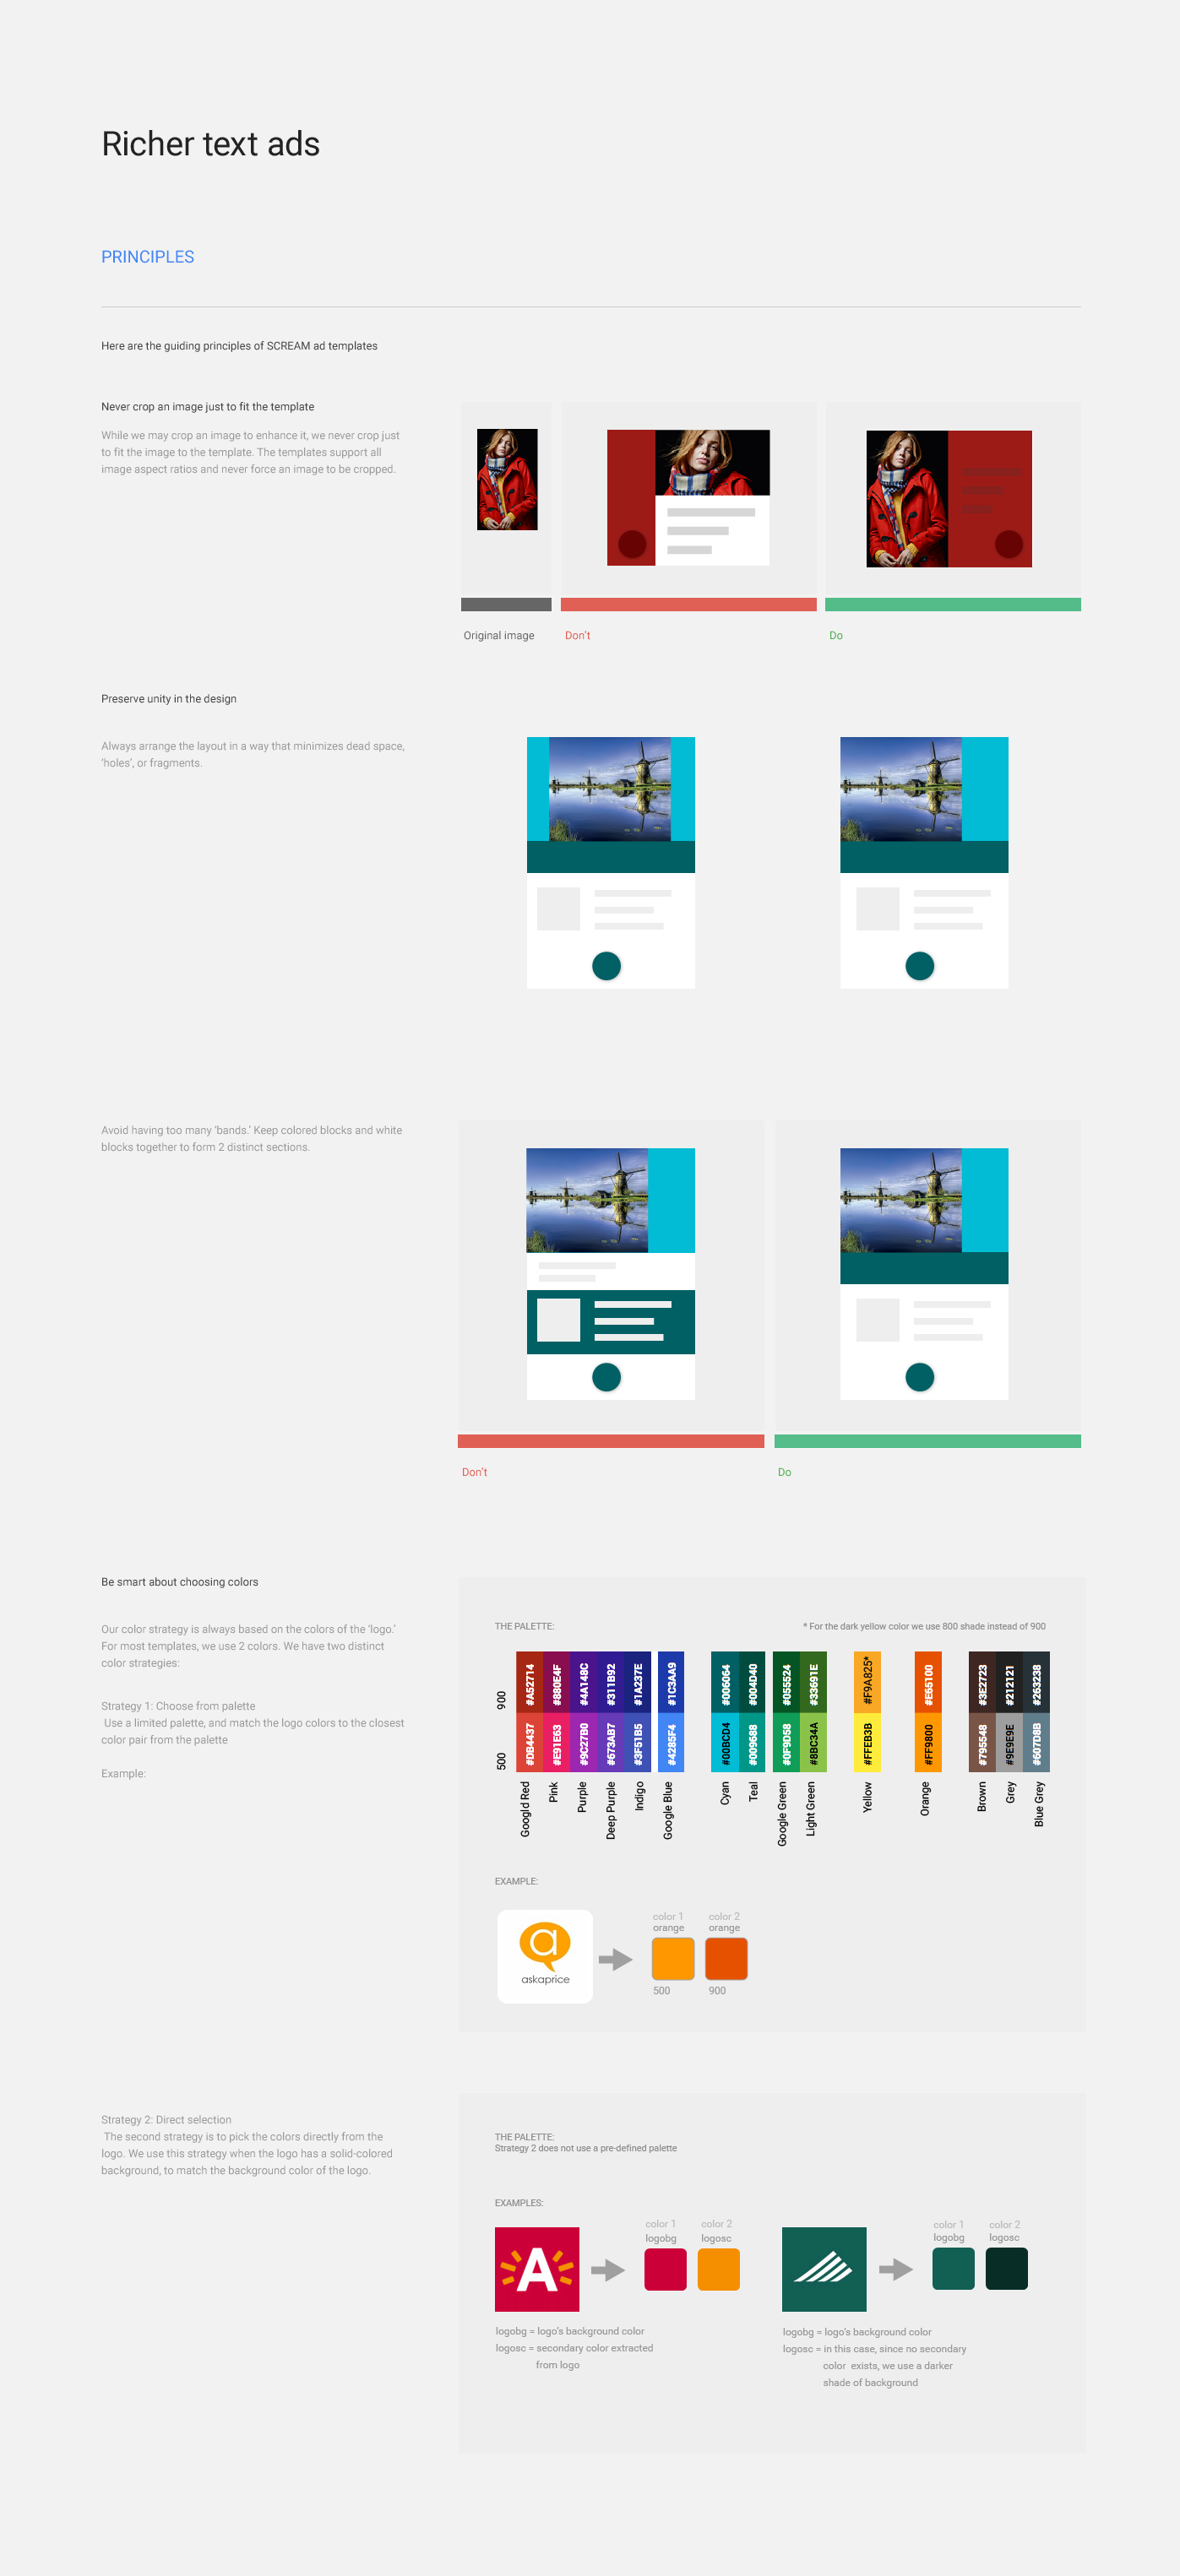 Richer text ads
PRINCIPLES
Here are the guiding principles of SCREAM ad templates
Never crop an image just to fit the template
While we may crop an image to enhance it, we never crop just
to fit the image to the template. The templates support all
image aspect ratios and never force an image to be cropped.
Original image
Don't
Do
Preserve unity in the design
Always arrange the layout in a way that minimizes dead space,
'holes', or fragments.
Avoid having too many 'bands.' Keep colored blocks and white
blocks together to form 2 distinct sections.
Don't
Do
Be smart about choosing colors
Our color strategy is always based on the colors of the 'logo.'
For most templates, we use 2 colors. We have two distinct
color strategies:
Strategy 1: Choose from palette
Use a limited palette, and match the logo colors to the closest
color pair from the palette
Example:
THE PALETTE:
* For the dark yellow color we use 800 shade instead of 900
900
#A52714
#880E4F
#4A148C
#311B92
#1A237E
#1C3AA9
#006064
#004D40
#055524
#33691E
#F9A825*
#E65100
#3E2723
#212121
#263238
500
#DB4437
#E91E63
#9C27B0
#673AB7
#3F51B5
#4285F4
#00BCD4
#009688
#0F9D58
#8BC34A
#FFEB3B
#FF9800
#795548
#9E9E9E
#607D8B
Googld Red
Pink
Purple
Deep Purple
Indigo
Google Blue
Cyan
Teal
Google Green
Light Green
Yellow
Orange
Brown
Grey
Blue Grey
EXAMPLE:
a
askaprice
color 1
orange
500
color 2
orange
900
Strategy 2: Direct selection
The second strategy is to pick the colors directly from the
logo. We use this strategy when the logo has a solid-colored
background, to match the background color of the logo.
THE PALETTE:
Strategy 2 does not use a pre-defined palette
EXAMPLES:
A
color 1
logobg
color 2
logosc
logobg = logo's background color
logosc = secondary color extracted
from logo
color 1
logobg
color 2
logosc
logobg = logo's background color
logosc = in this case, since no secondary
color exists, we use a darker
shade of background